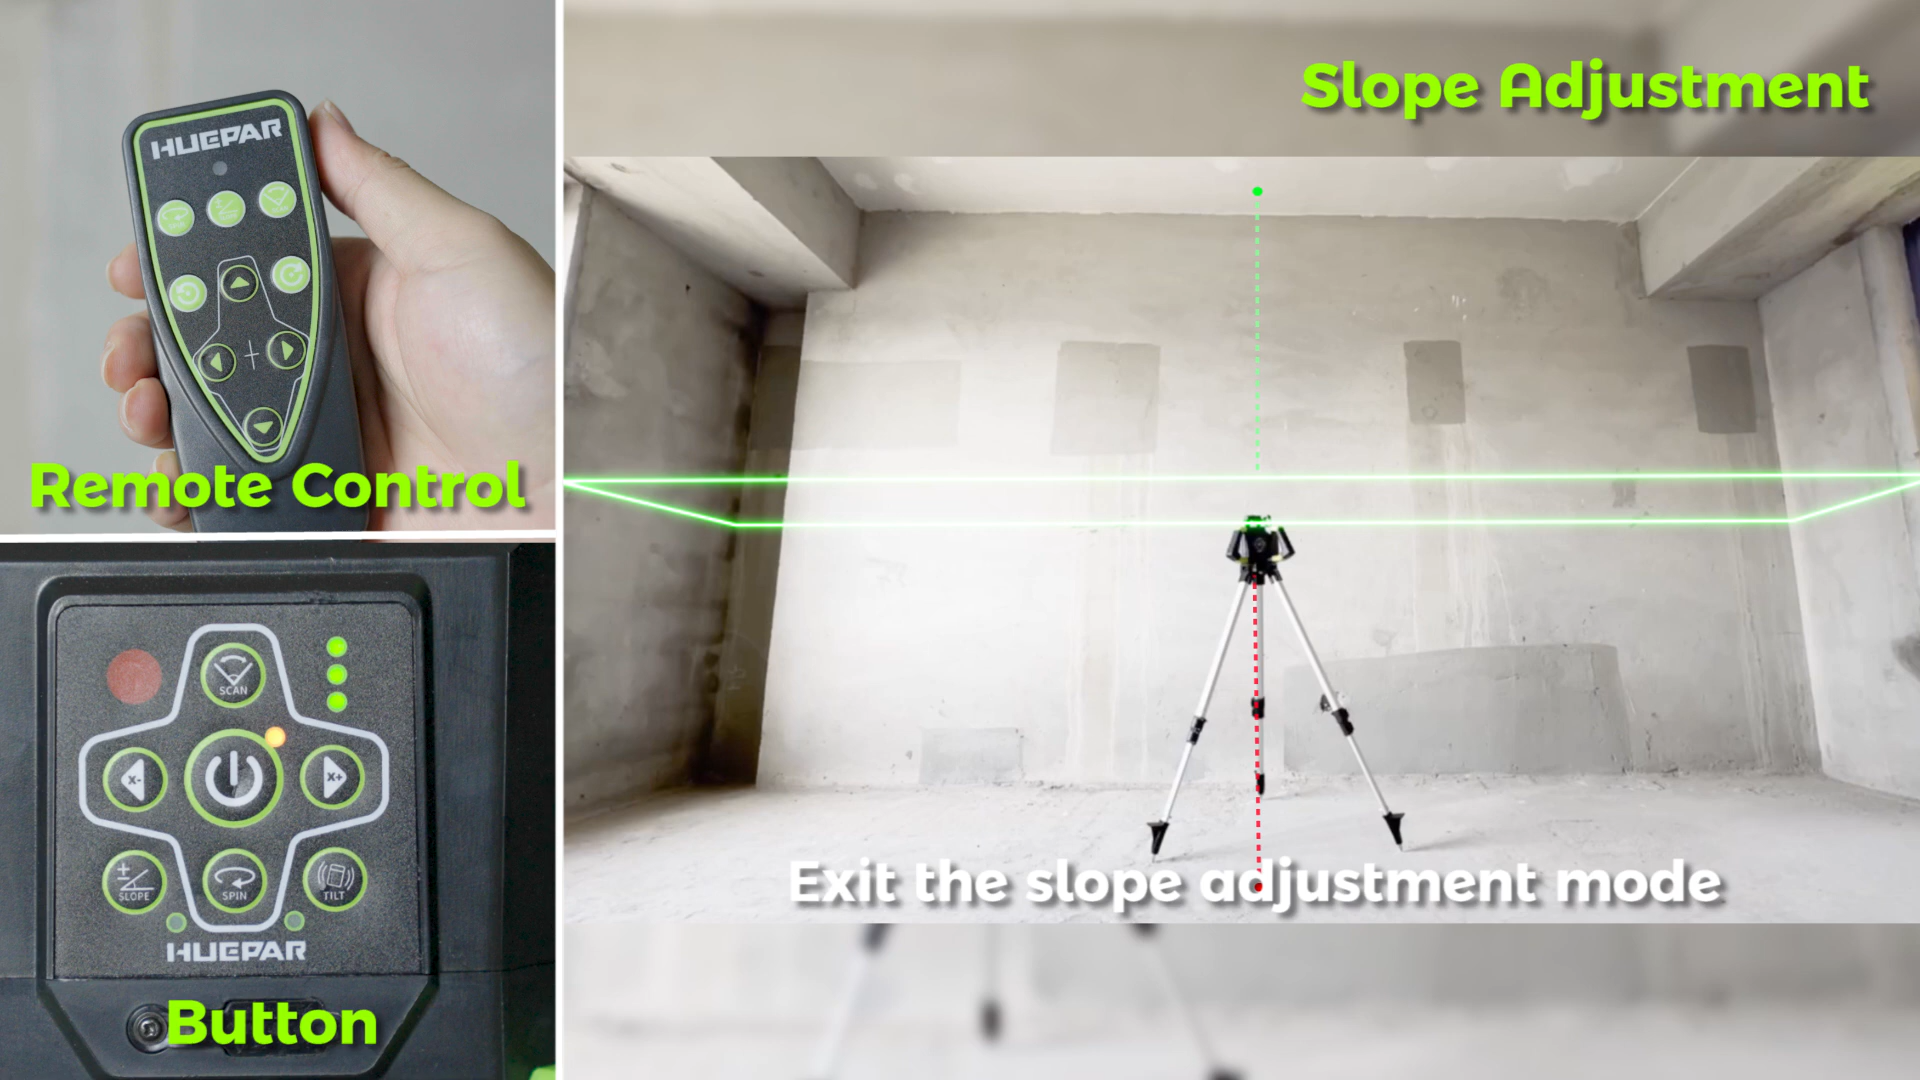 HUEPAR
Remote Control
SCAN
X-
X+
SLOPE
SPIN
TILT
HUEPAR
Button
Slope Adjustment
Exit the slope adjustment mode